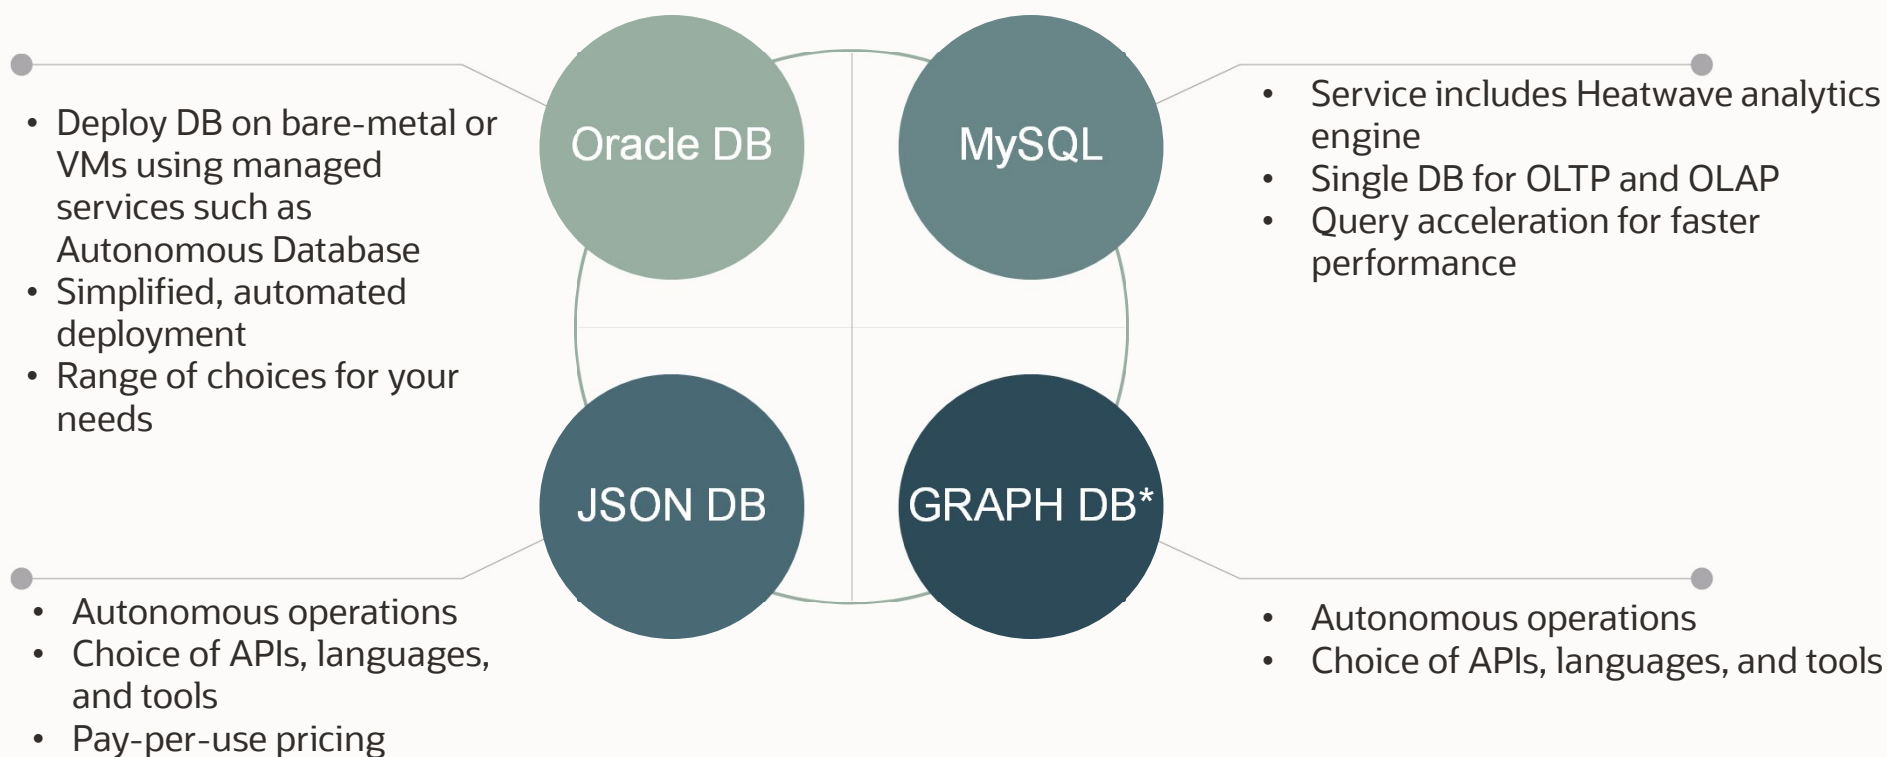 Oracle DB
• Deploy DB on bare-metal or
VMs using managed
services such as
Autonomous Database
• Simplified, automated
deployment
• Range of choices for your
needs
MySQL
• Service includes Heatwave analytics
engine
• Single DB for OLTP and OLAP
• Query acceleration for faster
performance
JSON DB
• Autonomous operations
• Choice of APIs, languages,
and tools
• Pay-per-use pricing
GRAPH DB*
• Autonomous operations
• Choice of APIs, languages, and tools